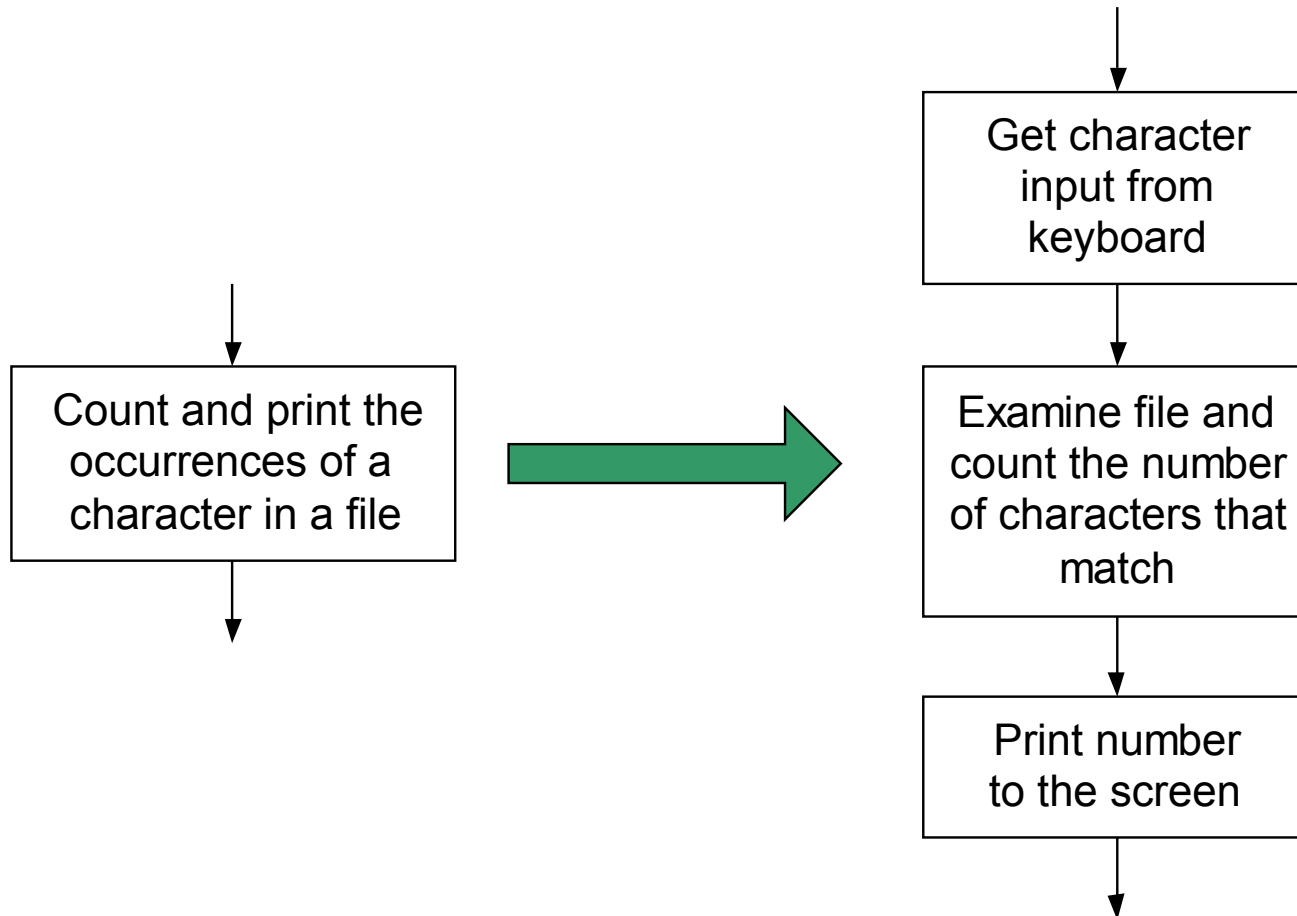 Count and print the
occurrences of a
character in a file
Get character
input from
keyboard
Examine file and
count the number
of characters that
match
Print number
to the screen